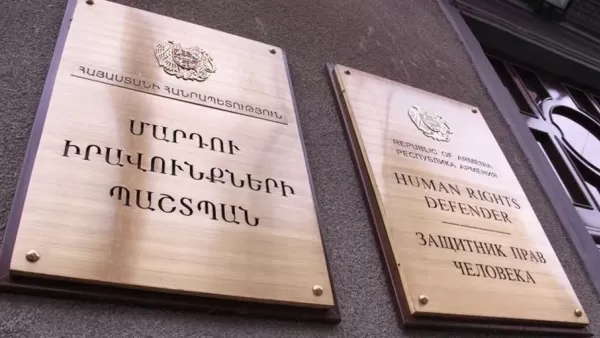 ՀԱՅԱՍՏԱՆԻ ՀԱՆՐԱՊԵՏՈՒԹՅՈՒՆ
ՄԱՐԴՈՒ
ԻՐԱՎՈՒՆՔՆԵՐԻ
ՊԱՇՏՊԱՆ
REPUBLIC OF ARMENIA
РЕСПУБЛИКА АРМЕНИЯ
HUMAN RIGHTS
DEFENDER
ЗАЩИТНИК ПРАВ
ЧЕЛОВЕКА